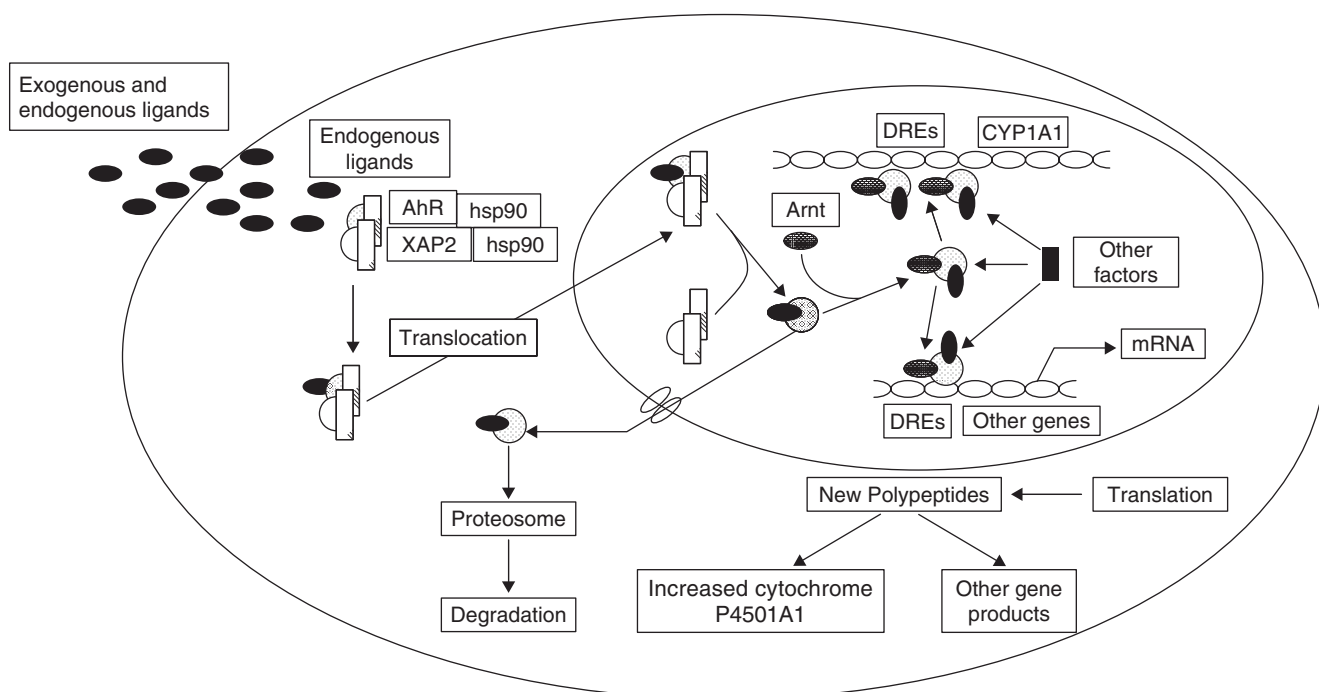 Exogenous and
endogenous ligands
Endogenous
ligands
AhR
hsp90
XAP2
hsp90
Translocation
DREs
CYP1A1
Arnt
Other
factors
mRNA
DREs
Other genes
Proteosome
Degradation
New Polypeptides
Translation
Increased cytochrome
P4501A1
Other gene
products